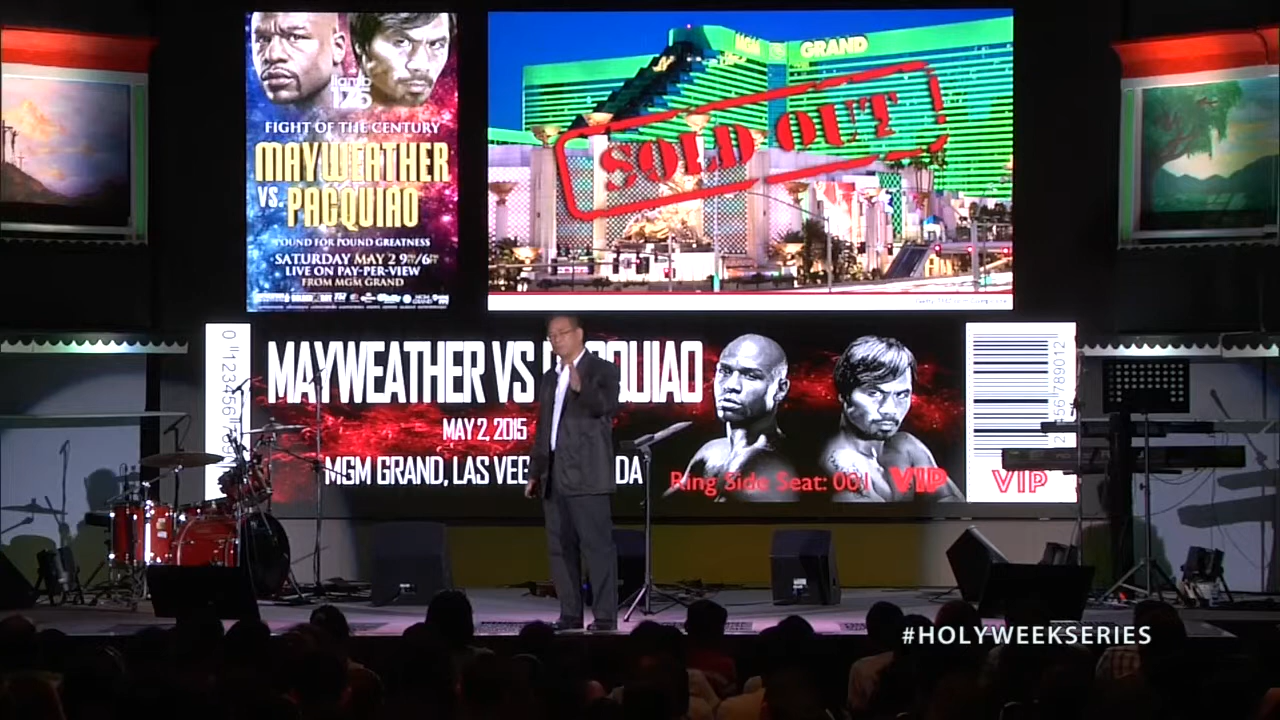 FIGHT OF THE CENTURY
MAYWEATHER
VS. PACQUIAO
POUND FOR POUND GREATNESS
SATURDAY MAY 2
LIVE ON PAY-PER-VIEW
FROM MGM GRAND
MGM GRAND
SOLD OUT
MAYWEATHER VS
MAY 2, 2015
MGM GRAND, LAS
Ring Side Seat: 001 VIP
VIP
#HOLYWEEKSERIES